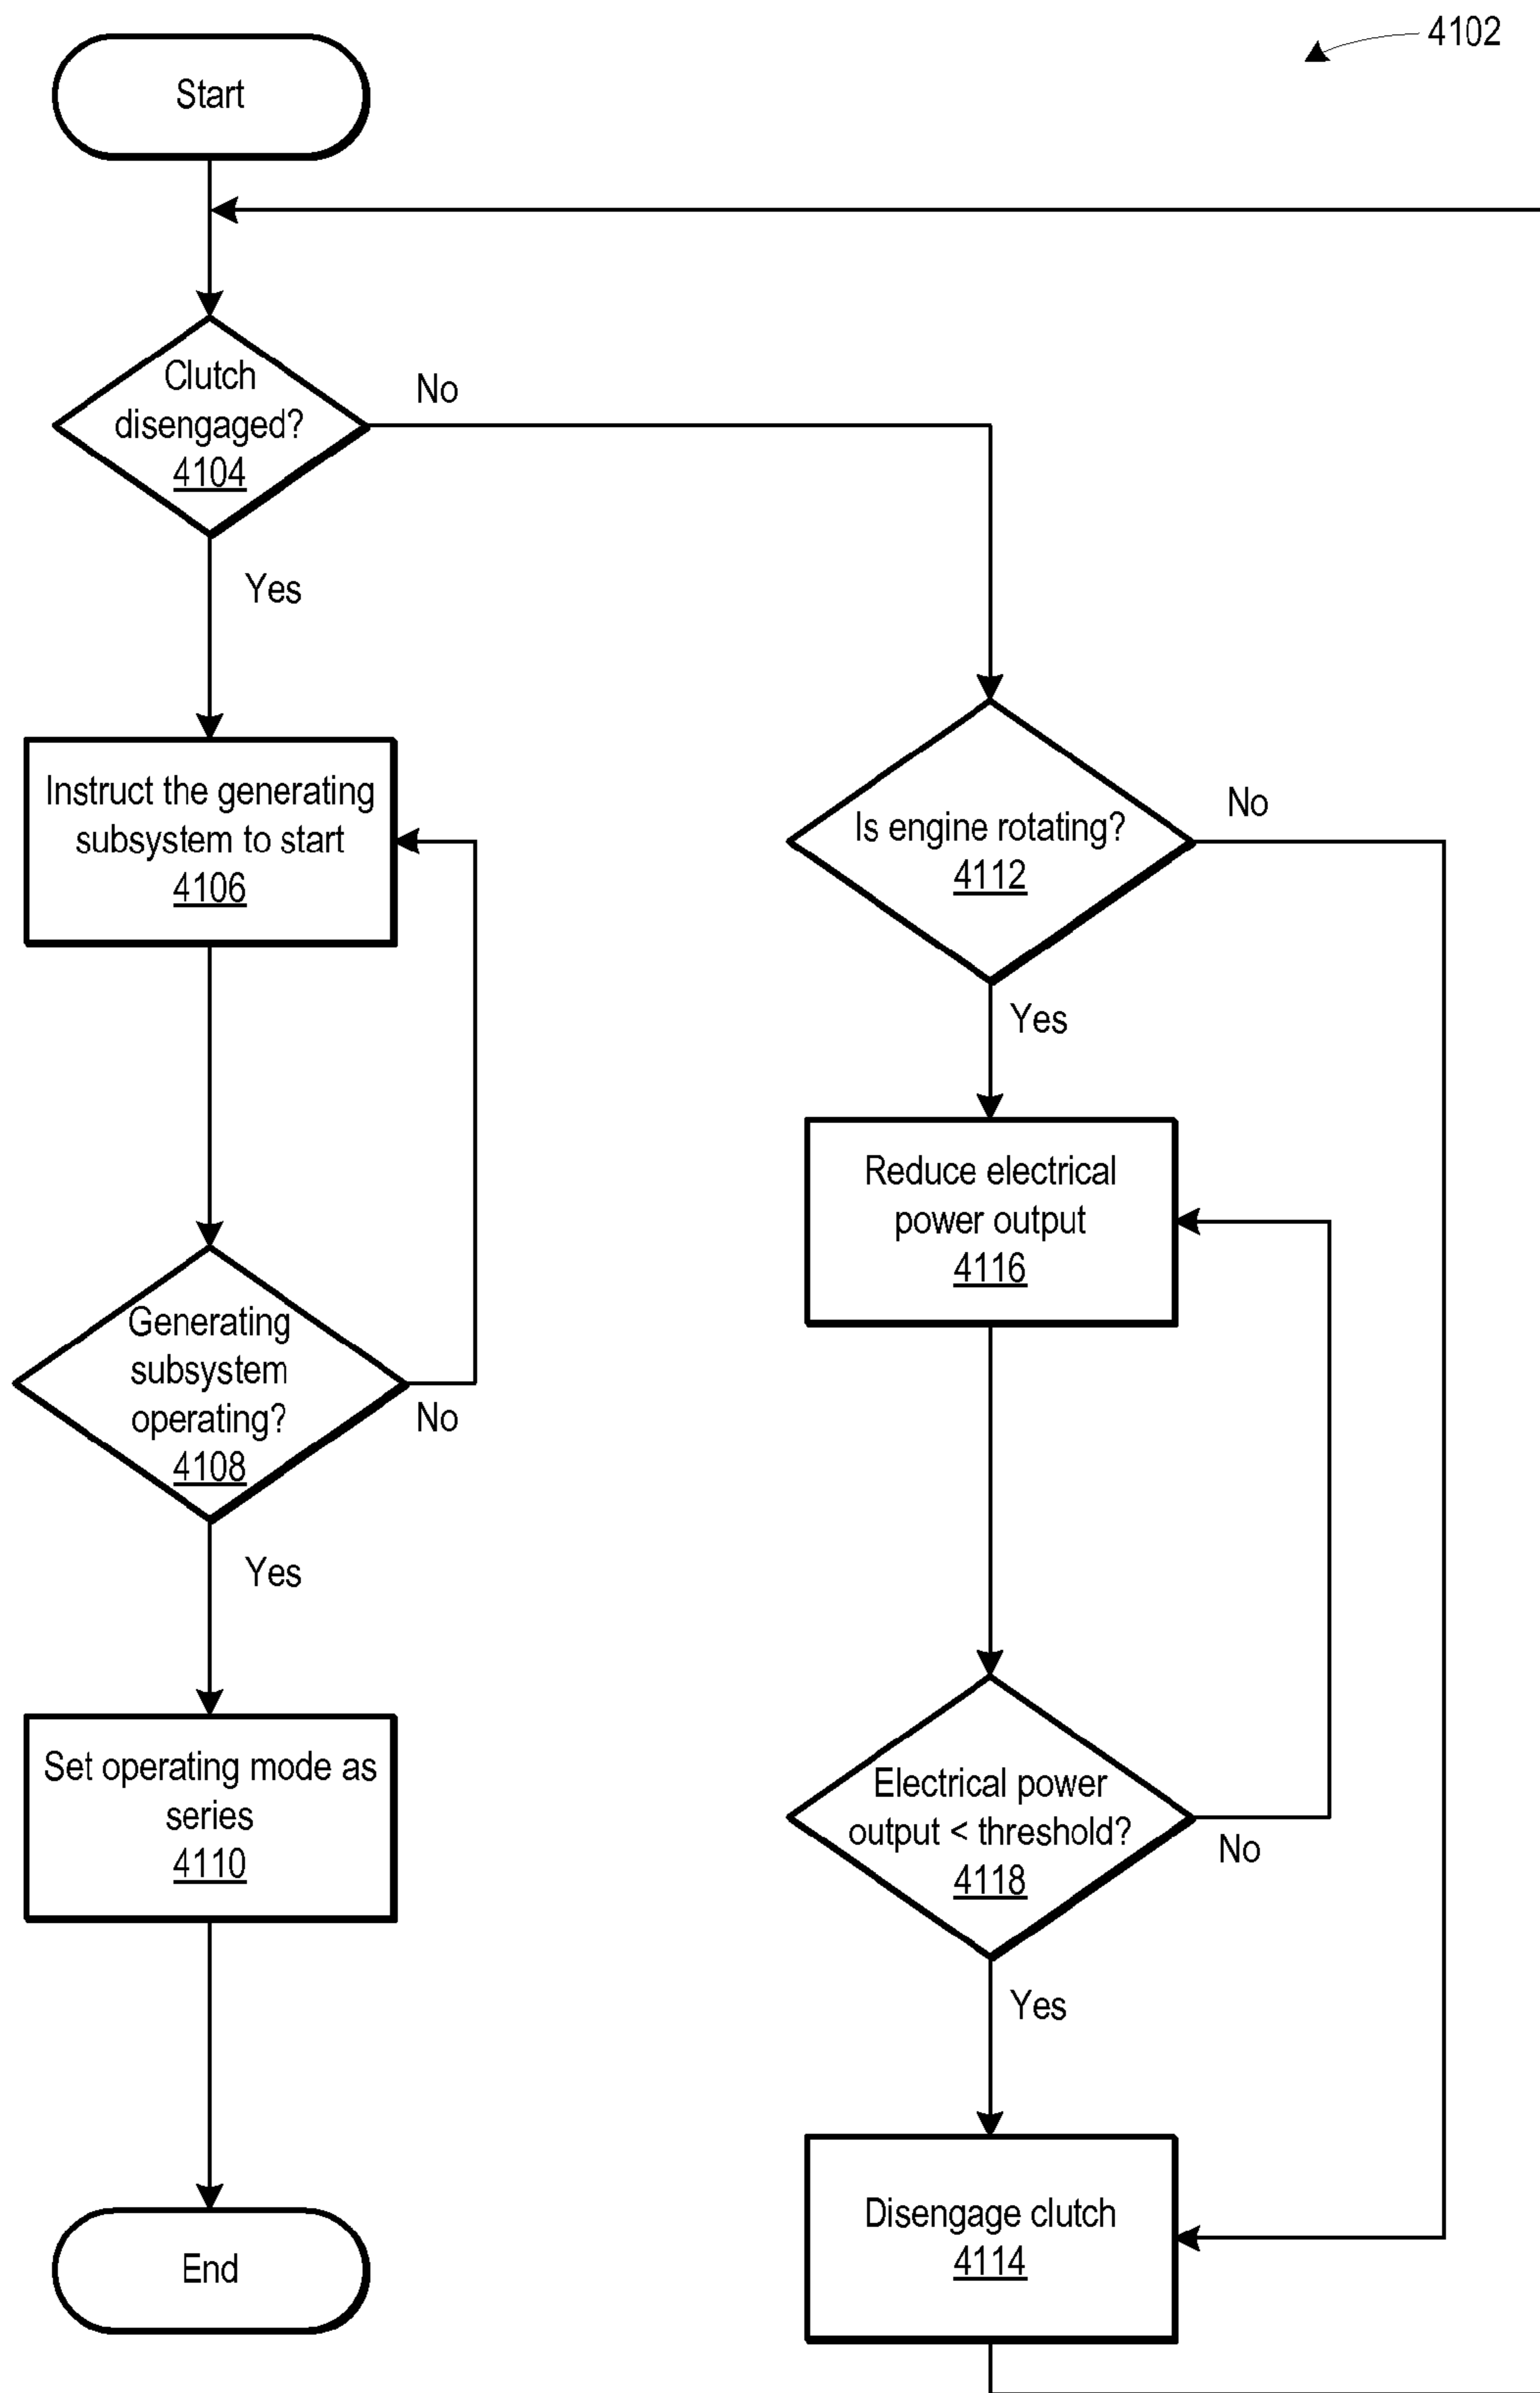 4102
Start
Clutch
disengaged?
4104
No
Yes
Instruct the generating
subsystem to start
4106
Generating
subsystem
operating?
4108
No
Yes
Set operating mode as
series
4110
End
Is engine rotating?
4112
No
Yes
Reduce electrical
power output
4116
Electrical power
output < threshold?
4118
No
Yes
Disengage clutch
4114